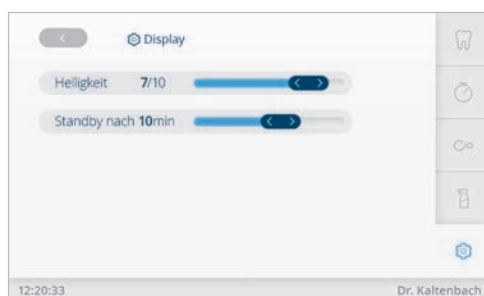 Display
Helligkeit 7/10
Standby nach 10min
12:20:33 Dr. Kaltenbach